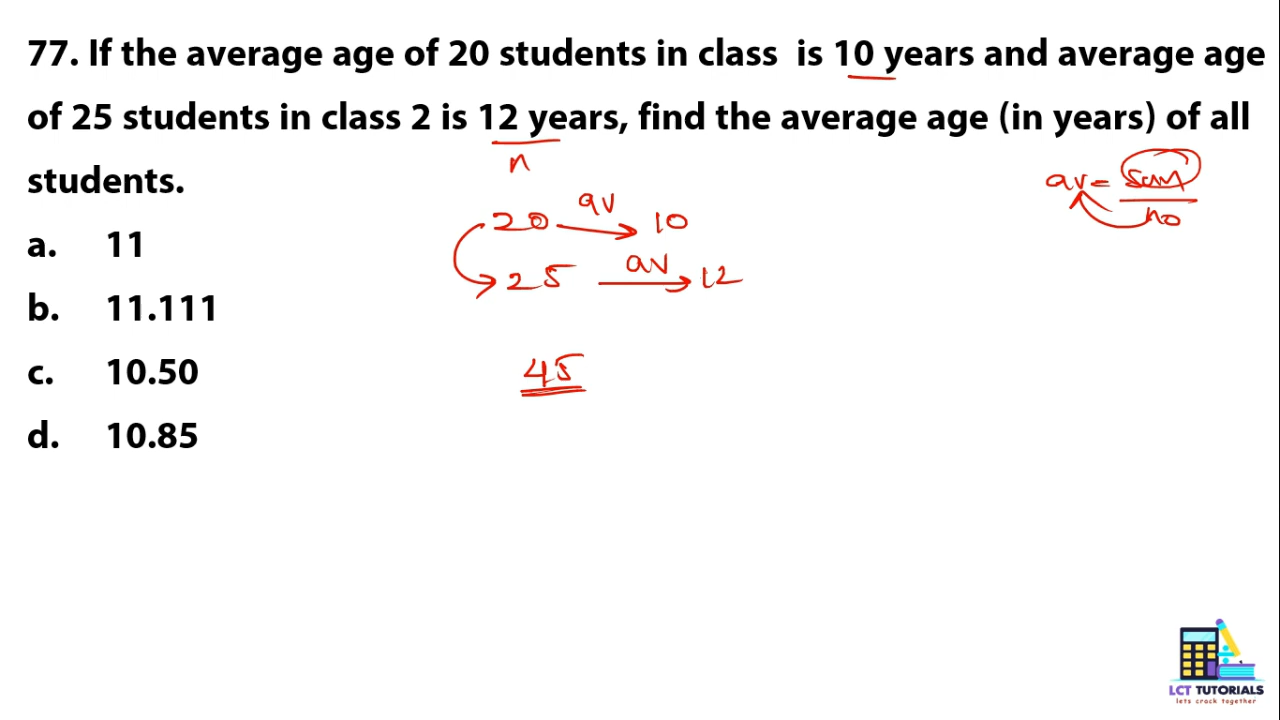 77. If the average age of 20 students in class is 10 years and average age
of 25 students in class 2 is 12 years, find the average age (in years) of all
students.
n
av = sum
no
a. 11
20 av 10
25 av 12
b. 11.111
c. 10.50
45
d. 10.85
LCT TUTORIALS
lets crack together